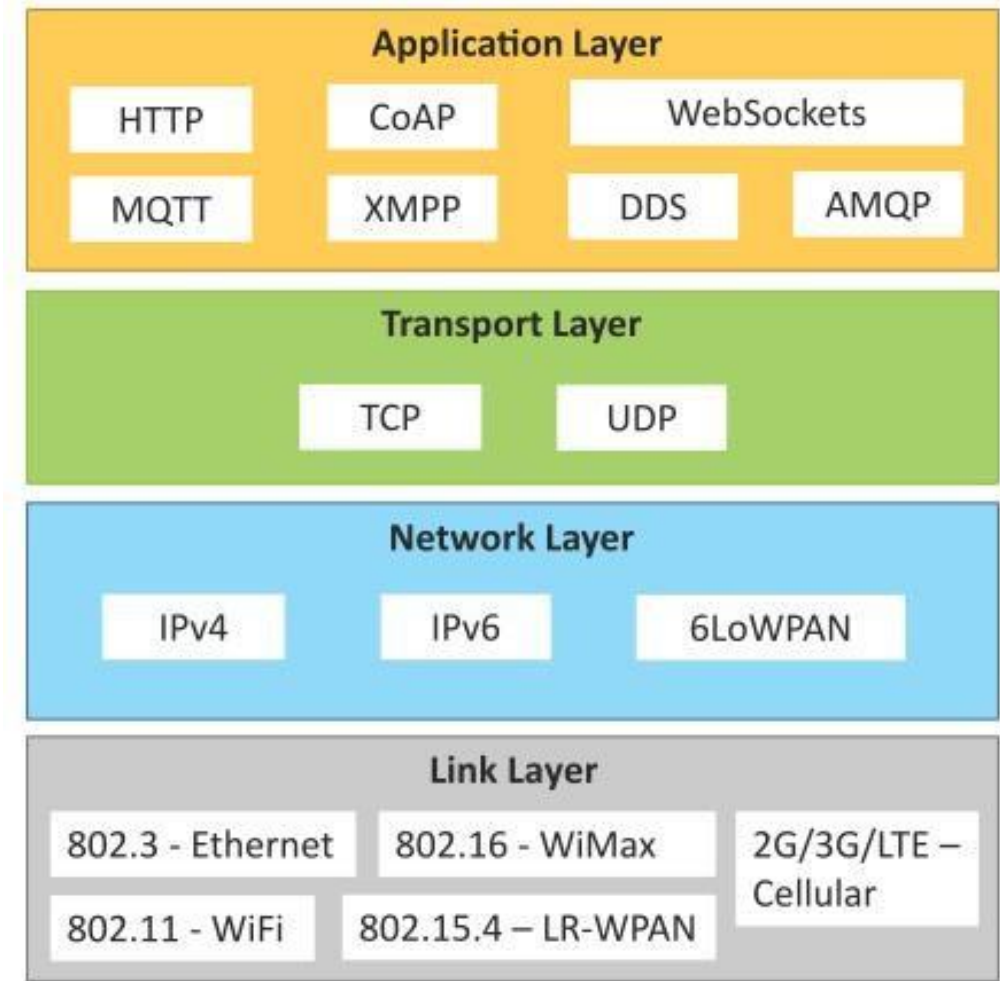 Application Layer
HTTP
CoAP
WebSockets
MQTT
XMPP
DDS
AMQP
Transport Layer
TCP
UDP
Network Layer
IPv4
IPv6
6LoWPAN
Link Layer
802.3 - Ethernet
802.16 - WiMax
2G/3G/LTE –
Cellular
802.11 - WiFi
802.15.4 – LR-WPAN